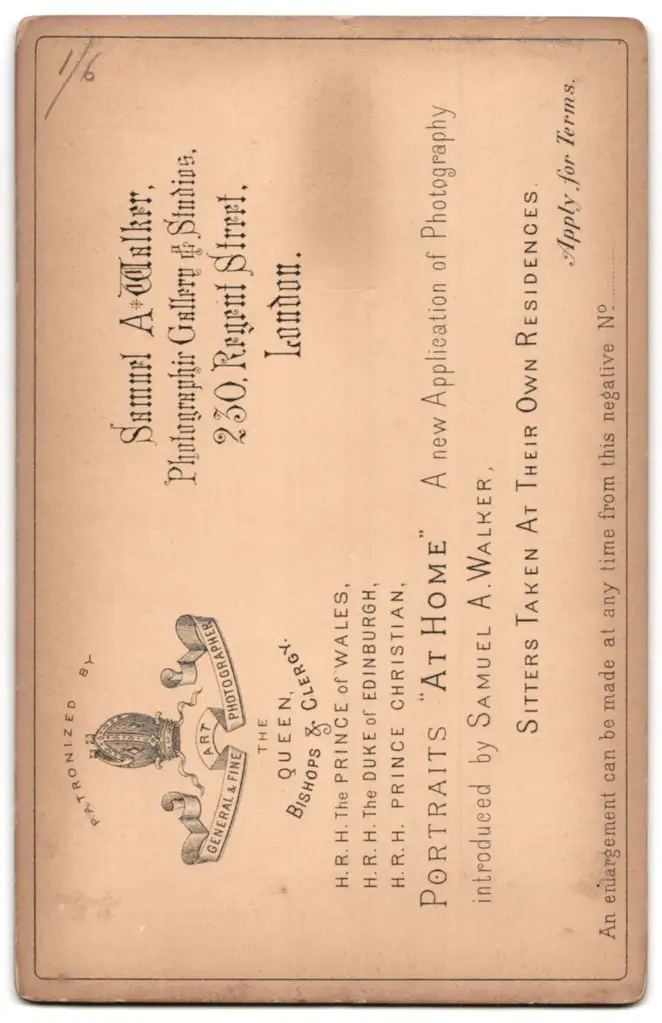 1/6
PATRONIZED BY
GENERAL & FINE ART PHOTOGRAPHER
THE
QUEEN,
BISHOPS & CLERGY.
H.R.H. The PRINCE of WALES,
H.R.H. The DUKE of EDINBURGH,
H.R.H. PRINCE CHRISTIAN,
Samuel A * Walker,
Photographic Gallery & Studios,
230, Regent Street,
London.
PORTRAITS "AT HOME" A new Application of Photography
introduced by SAMUEL A. WALKER,
SITTERS TAKEN AT THEIR OWN RESIDENCES.
Apply for Terms.
An enlargement can be made at any time from this negative No